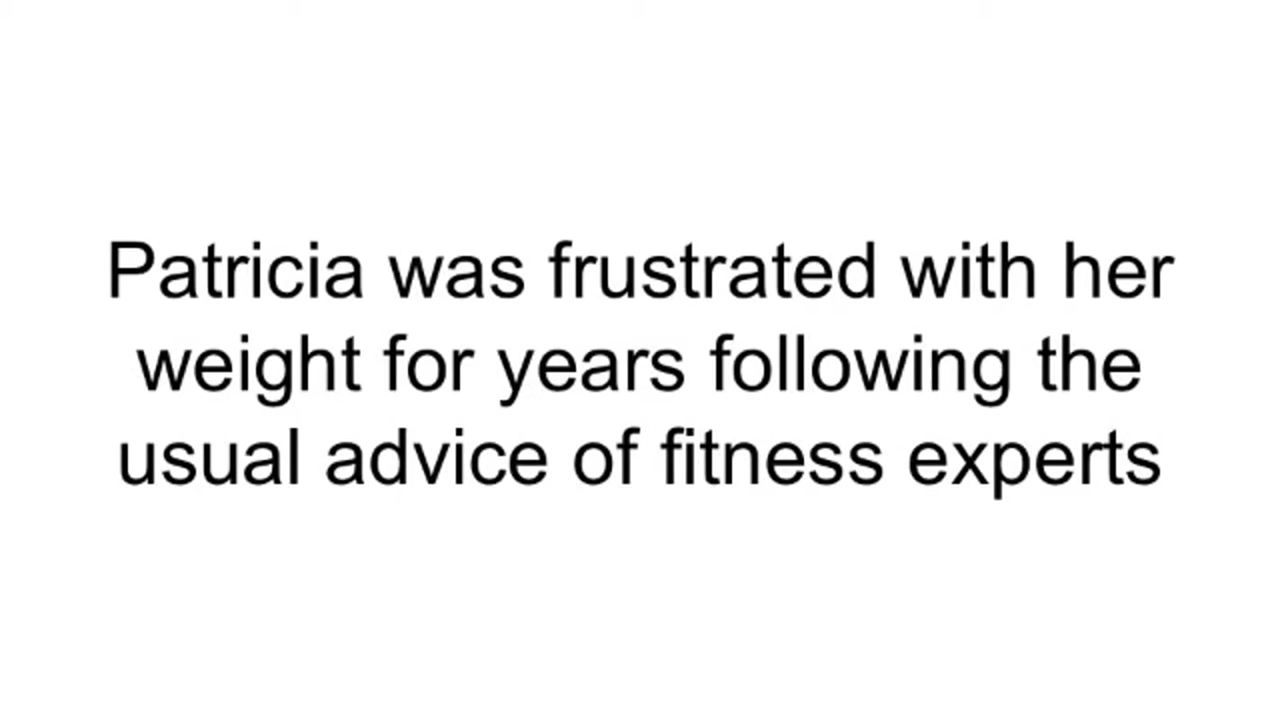 Patricia was frustrated with her
weight for years following the
usual advice of fitness experts